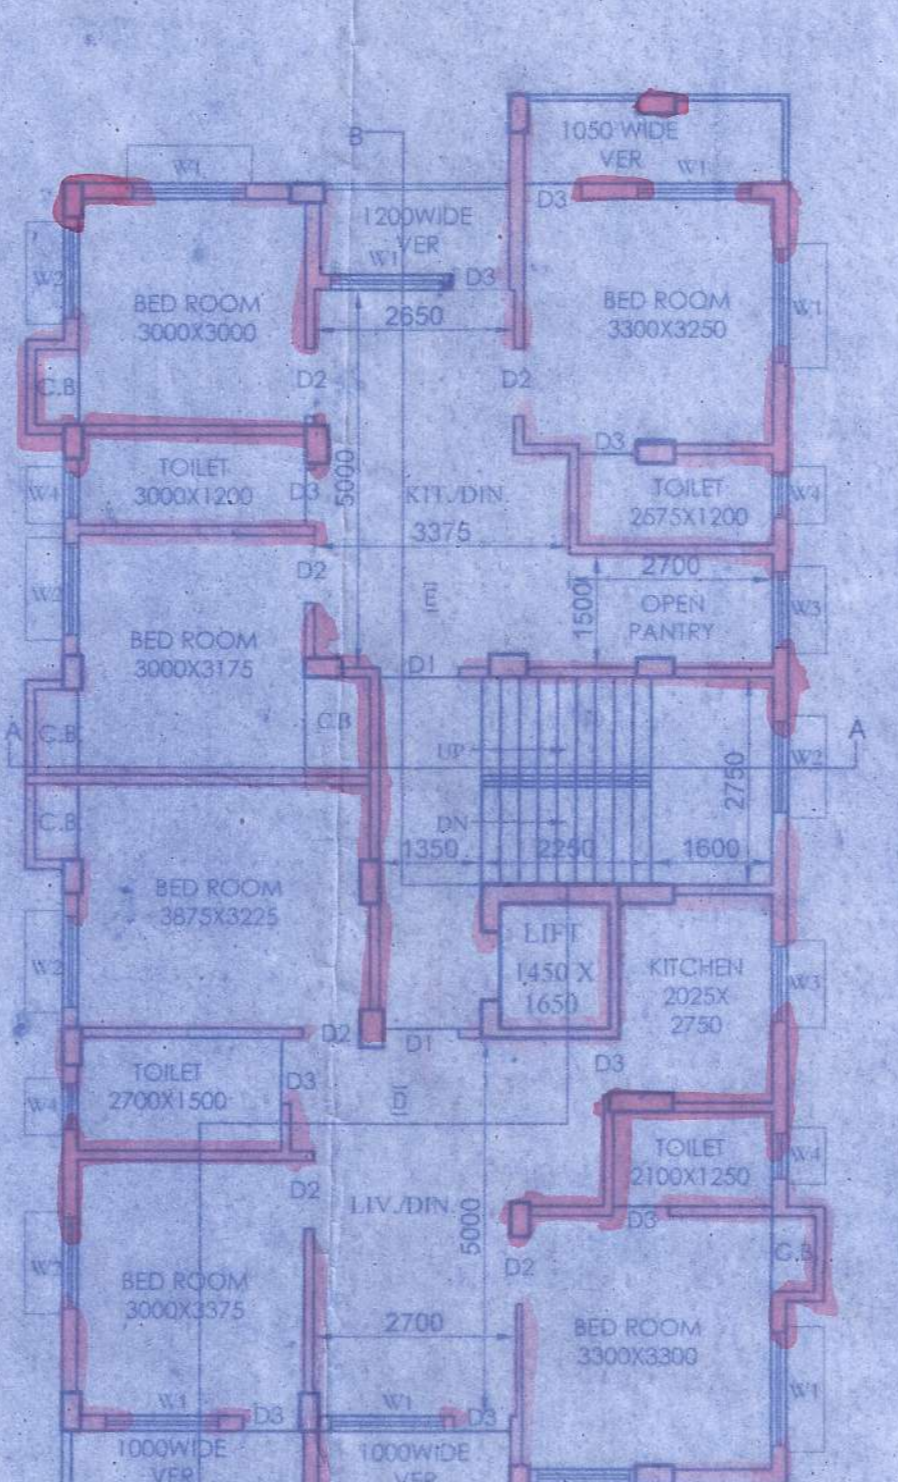 B
1050 WIDE
VER
W1
W1
D3
1200WIDE
VER
W1
D3
W2
BED ROOM
3000X3000
2650
BED ROOM
3300X3250
W1
C.B
D2
D2
D3
TOILET
3000X1200
W4
D3
5000
KIT./DIN.
3375
TOILET
2675X1200
W4
D2
W2
E
2700
1500
OPEN
PANTRY
W3
BED ROOM
3000X3175
D1
C.B
C.B
A
A
UP
W2
2750
C.B
DN
1350
2250
1600
BED ROOM
3875X3225
LIFT
1450 X
1650
KITCHEN
2025X
2750
W2
W3
D2
D1
D3
TOILET
2700X1500
D3
W4
D
TOILET
2100X1250
W4
D2
LIV./DIN.
5000
D3
C.B
D2
W2
BED ROOM
3000X3375
2700
BED ROOM
3300X3300
W1
W1
D3
W1
D3
1000WIDE
VER
1000WIDE
VER